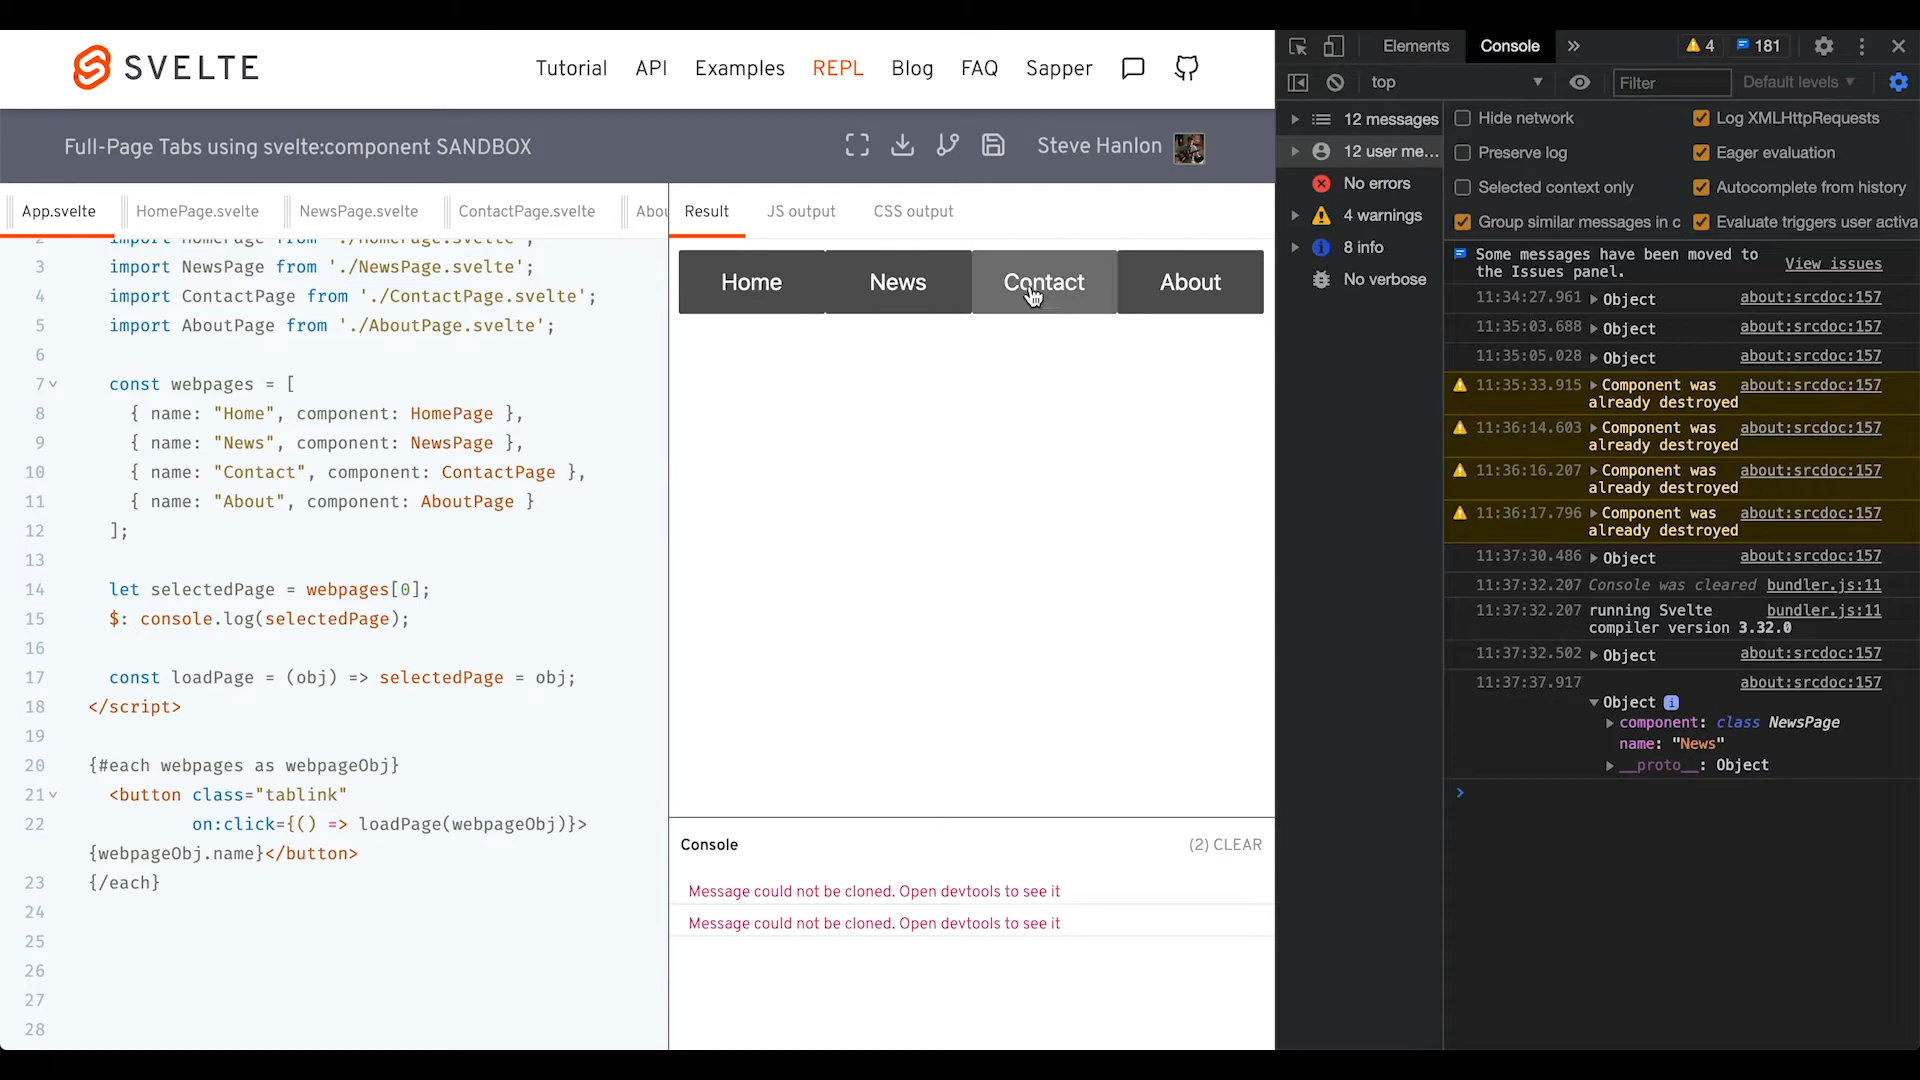 SVELTE
Tutorial API Examples REPL Blog FAQ Sapper
Full-Page Tabs using svelte:component SANDBOX
Steve Hanlon
App.svelte HomePage.svelte NewsPage.svelte ContactPage.svelte Abou
2 import HomePage from './HomePage.svelte';
3 import NewsPage from './NewsPage.svelte';
4 import ContactPage from './ContactPage.svelte';
5 import AboutPage from './AboutPage.svelte';
6
7 const webpages = [
8 { name: "Home", component: HomePage },
9 { name: "News", component: NewsPage },
10 { name: "Contact", component: ContactPage },
11 { name: "About", component: AboutPage }
12 ];
13
14 let selectedPage = webpages[0];
15 $: console.log(selectedPage);
16
17 const loadPage = (obj) => selectedPage = obj;
18 </script>
19
20 {#each webpages as webpageObj}
21 <button class="tablink"
22 on:click={() => loadPage(webpageObj)}>
{webpageObj.name}</button>
23 {/each}
24
25
26
27
28
Result JS output CSS output
Home News Contact About
Console (2) CLEAR
Message could not be cloned. Open devtools to see it
Message could not be cloned. Open devtools to see it
Elements Console 4 181
top Filter Default levels
12 messages
12 user me...
No errors
4 warnings
8 info
No verbose
Hide network Log XMLHttpRequests
Preserve log Eager evaluation
Selected context only Autocomplete from history
Group similar messages in c Evaluate triggers user activa
Some messages have been moved to
the Issues panel. View issues
11:34:27.961 Object about:srcdoc:157
11:35:03.688 Object about:srcdoc:157
11:35:05.028 Object about:srcdoc:157
11:35:33.915 Component was about:srcdoc:157
already destroyed
11:36:14.603 Component was about:srcdoc:157
already destroyed
11:36:16.207 Component was about:srcdoc:157
already destroyed
11:36:17.796 Component was about:srcdoc:157
already destroyed
11:37:30.486 Object about:srcdoc:157
11:37:32.207 Console was cleared bundler.js:11
11:37:32.207 running Svelte bundler.js:11
compiler version 3.32.0
11:37:32.502 Object about:srcdoc:157
11:37:37.917 about:srcdoc:157
Object i
component: class NewsPage
name: "News"
__proto__: Object